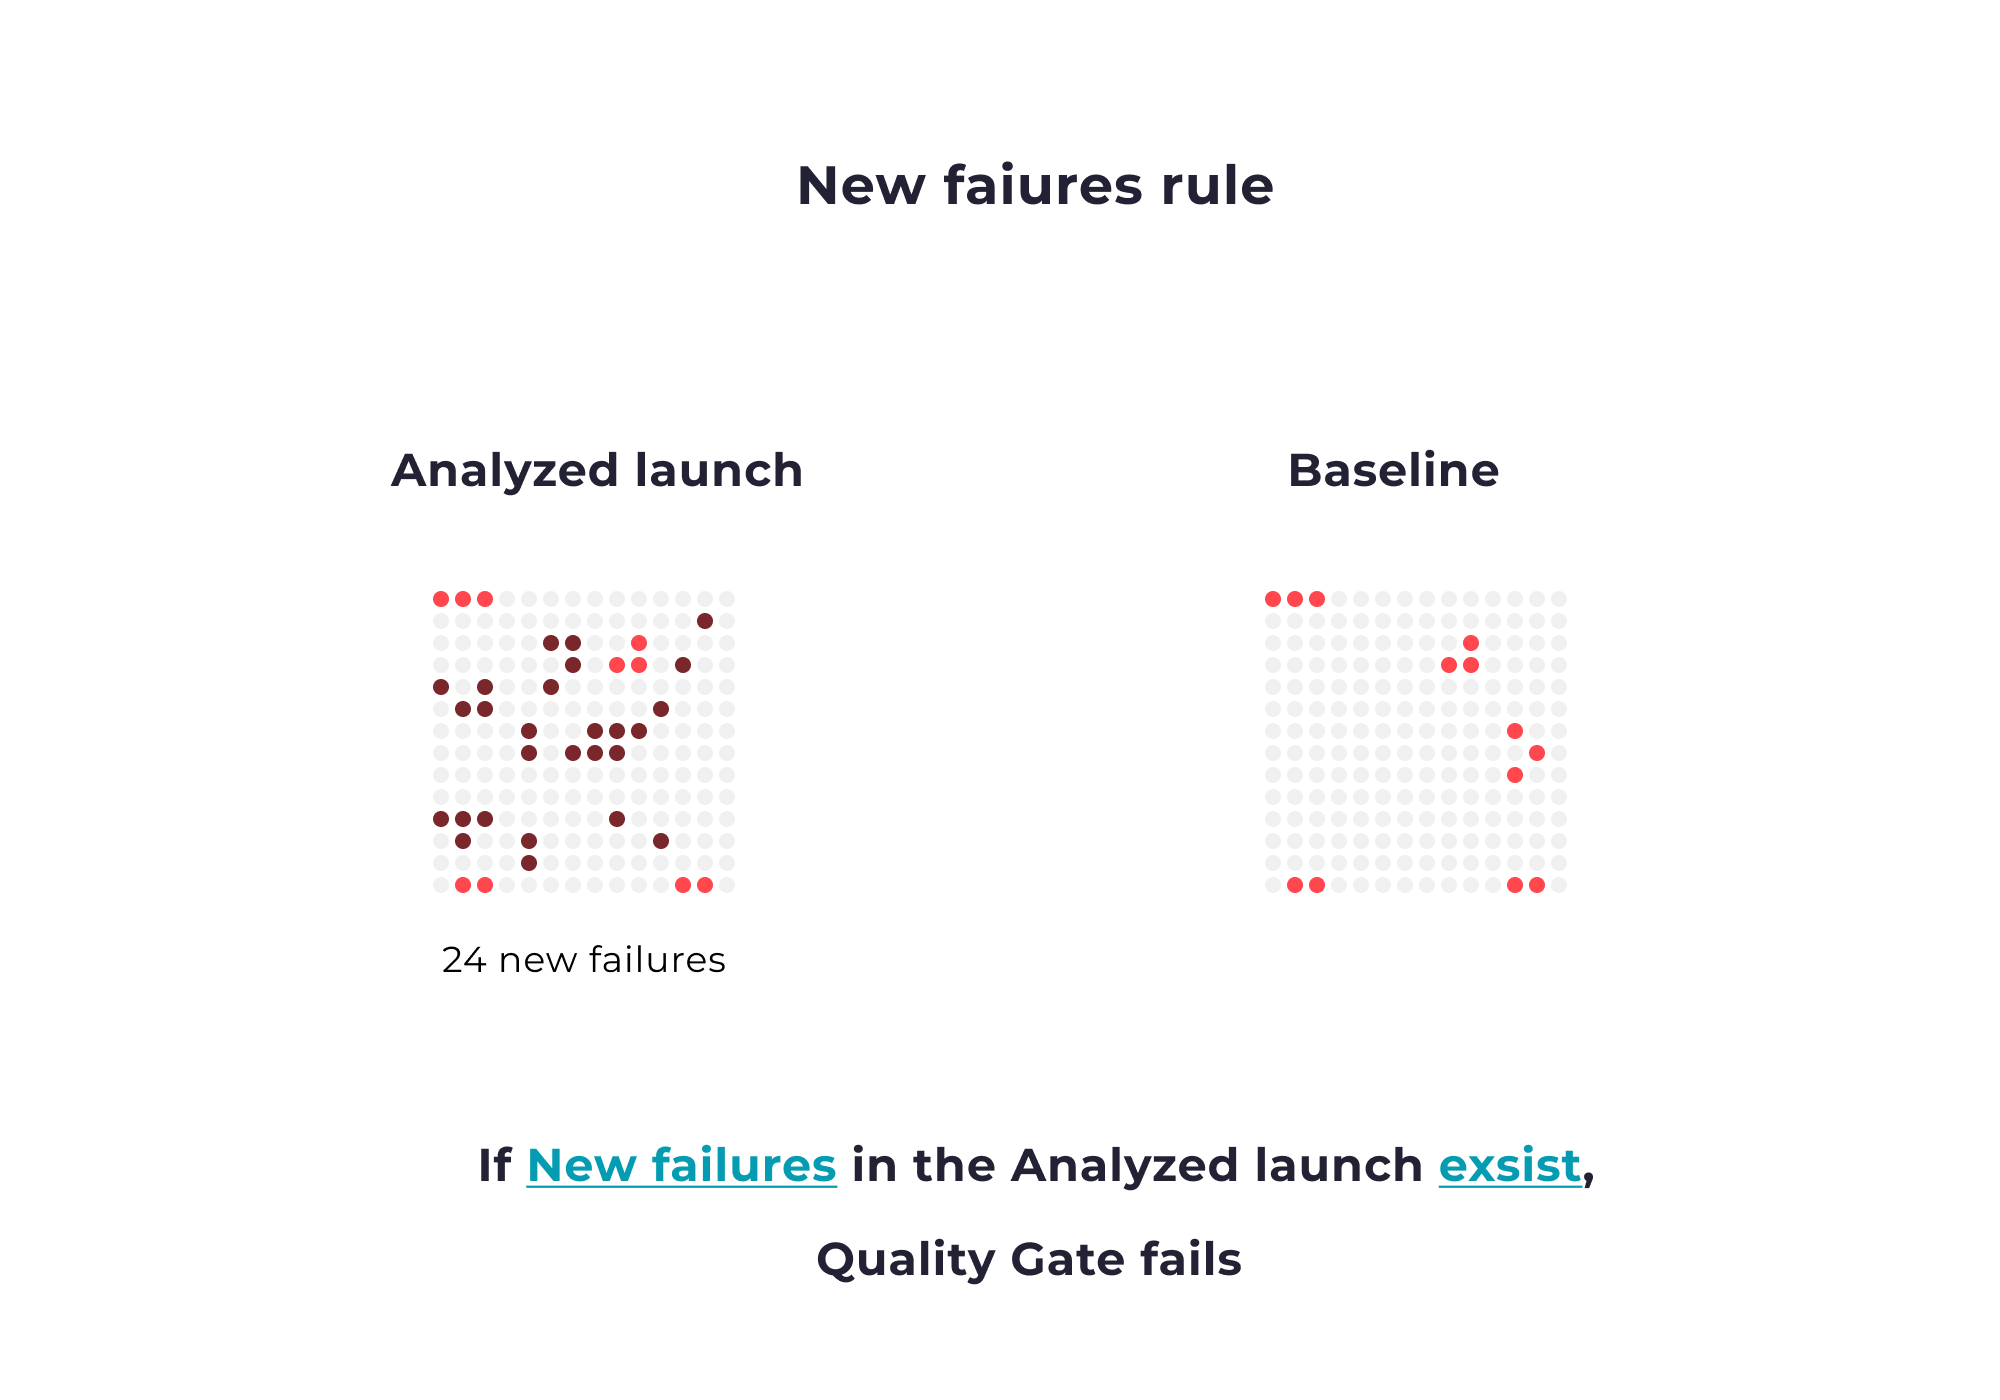 New faiures rule
Analyzed launch
Baseline
24 new failures
If New failures in the Analyzed launch exsist,
Quality Gate fails